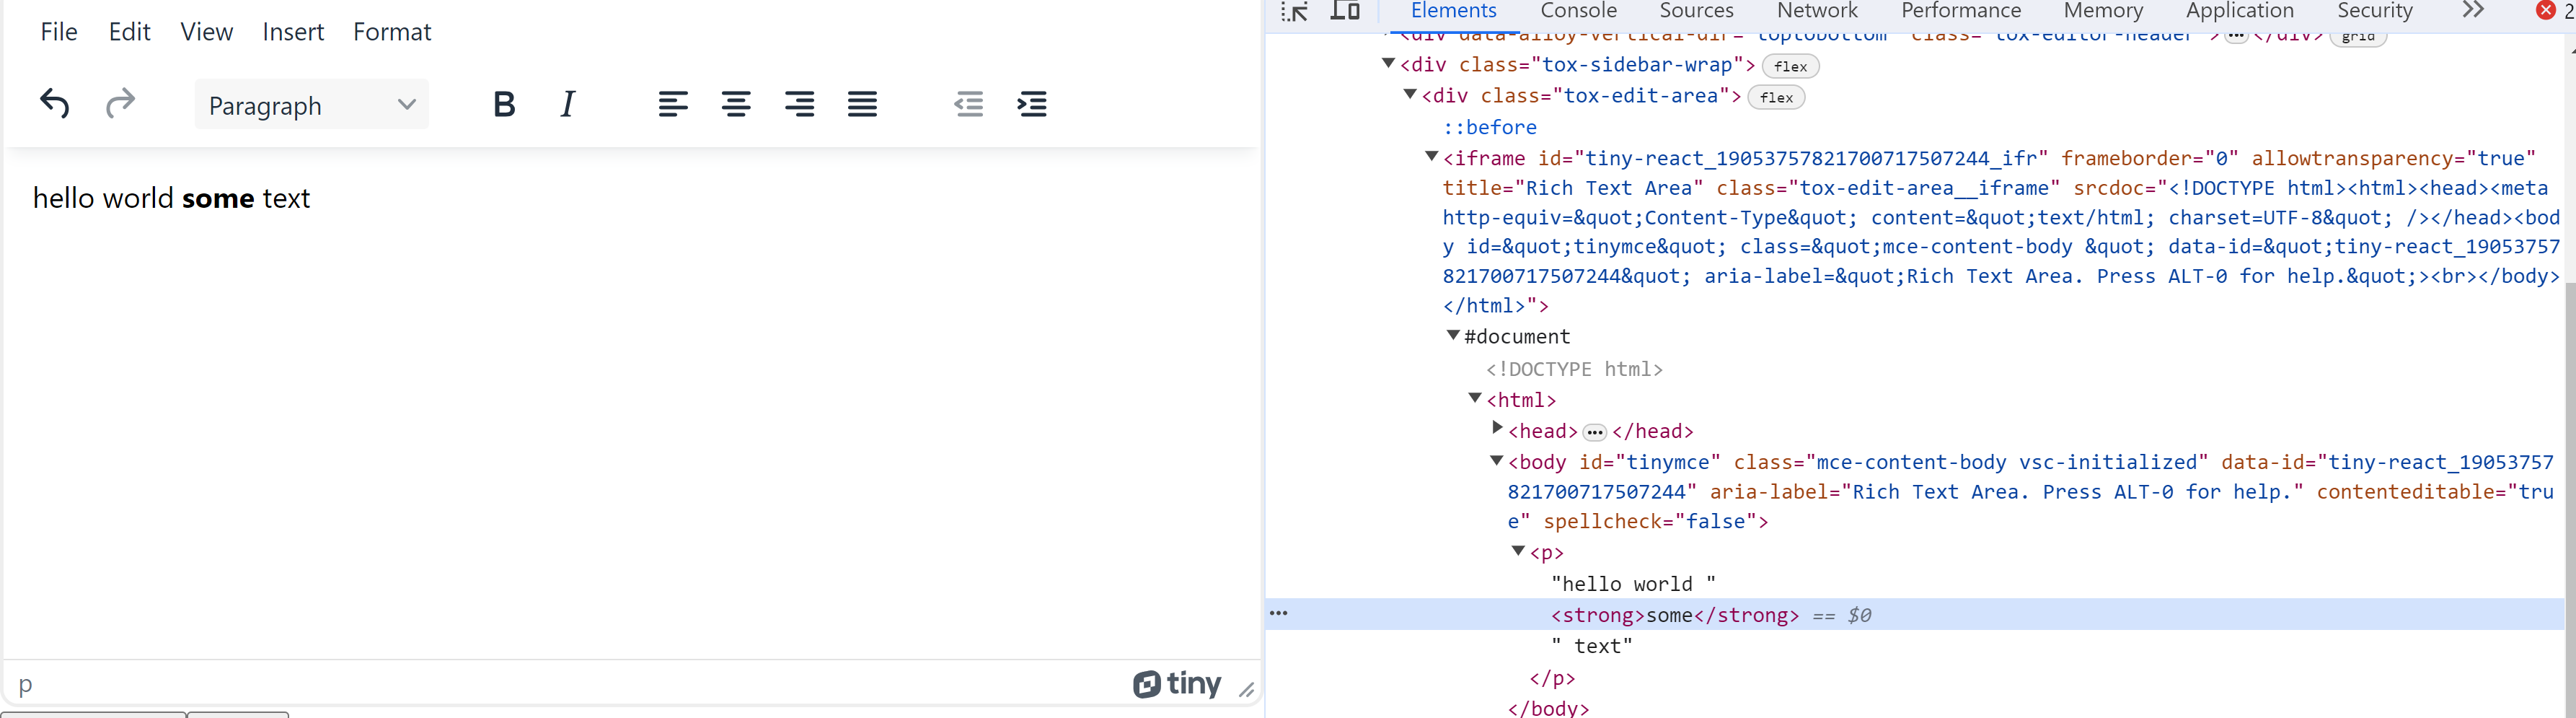 File Edit View Insert Format
Paragraph B I
hello world some text
p tiny
Elements Console Sources Network Performance Memory Application Security 2
<div data-alloy-vertical-dir="toptobottom" class="tox-editor-header">…</div> grid
<div class="tox-sidebar-wrap"> flex
<div class="tox-edit-area"> flex
::before
<iframe id="tiny-react_19053757821700717507244_ifr" frameborder="0" allowtransparency="true"
title="Rich Text Area" class="tox-edit-area__iframe" srcdoc="<!DOCTYPE html><html><head><meta
http-equiv=&quot;Content-Type&quot; content=&quot;text/html; charset=UTF-8&quot; /></head><bod
y id=&quot;tinymce&quot; class=&quot;mce-content-body &quot; data-id=&quot;tiny-react_19053757
821700717507244&quot; aria-label=&quot;Rich Text Area. Press ALT-0 for help.&quot;><br></body>
</html>">
#document
<!DOCTYPE html>
<html>
<head>…</head>
<body id="tinymce" class="mce-content-body vsc-initialized" data-id="tiny-react_19053757
821700717507244" aria-label="Rich Text Area. Press ALT-0 for help." contenteditable="tru
e" spellcheck="false">
<p>
"hello world "
… <strong>some</strong> == $0
" text"
</p>
</body>